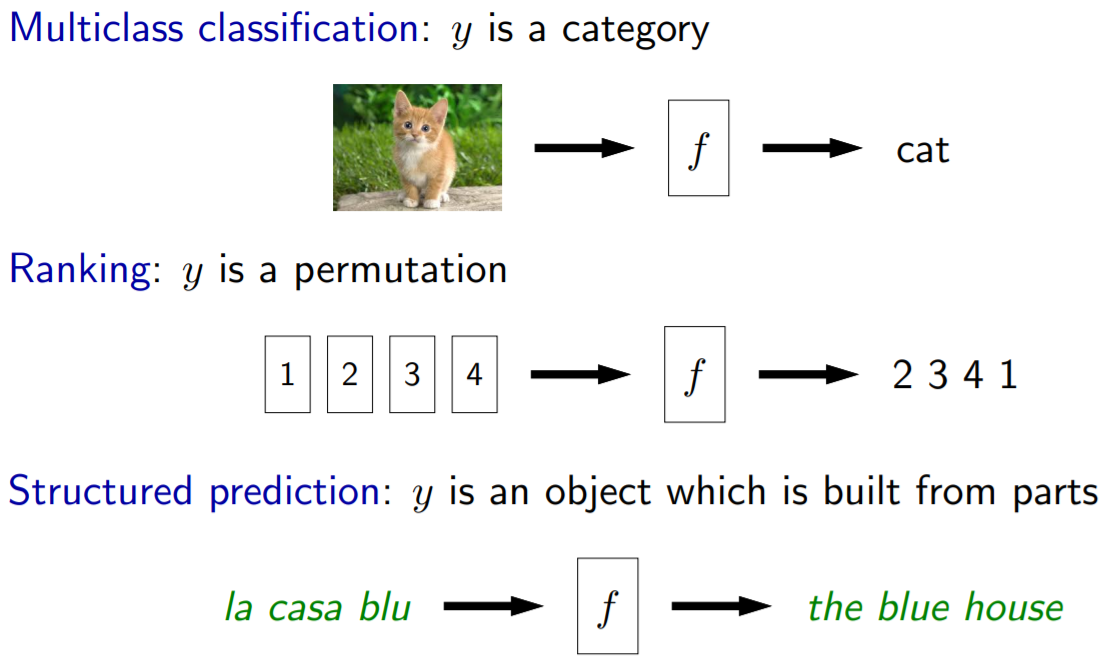 Multiclass classification: y is a category
f cat
Ranking: y is a permutation
1 2 3 4 f 2 3 4 1
Structured prediction: y is an object which is built from parts
la casa blu f the blue house